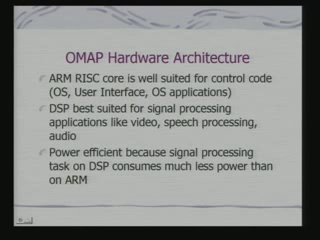 OMAP Hardware Architecture
ARM RISC core is well suited for control code
(OS, User Interface, OS applications)
DSP best suited for signal processing
applications like video, speech processing,
audio
Power efficient because signal processing
task on DSP consumes much less power than
on ARM